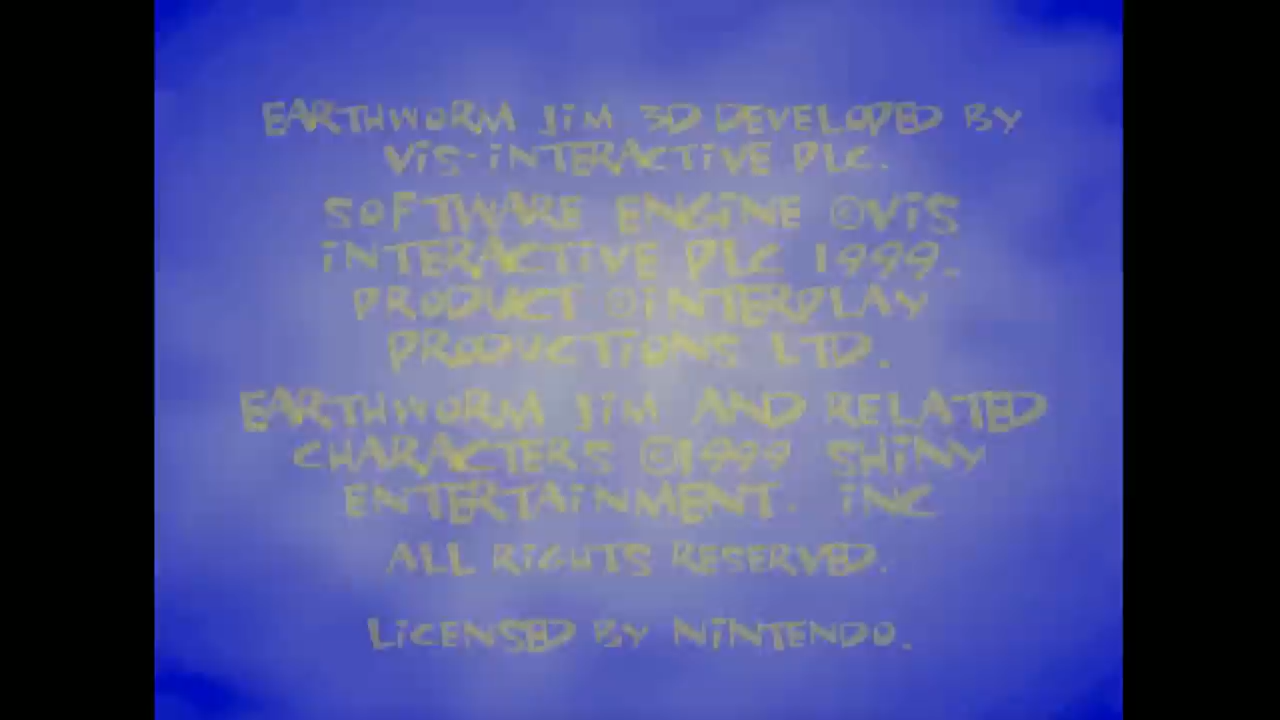 EARTHWORM JiM 3D DEVELOPED BY
ViS-iNTERACTiVE PLC.
SOFTWARE ENGiNE ©ViS
iNTERACTiVE PLC 1999.
PRODUCT ©iNTERPLAY
PRODUCTiONS LTD.
EARTHWORM JiM AND RELATED
CHARACTERS ©1999 SHiNY
ENTERTAiNMENT. iNC
ALL RiGHTS RESERVED.
LiCENSED BY NiNTENDO.